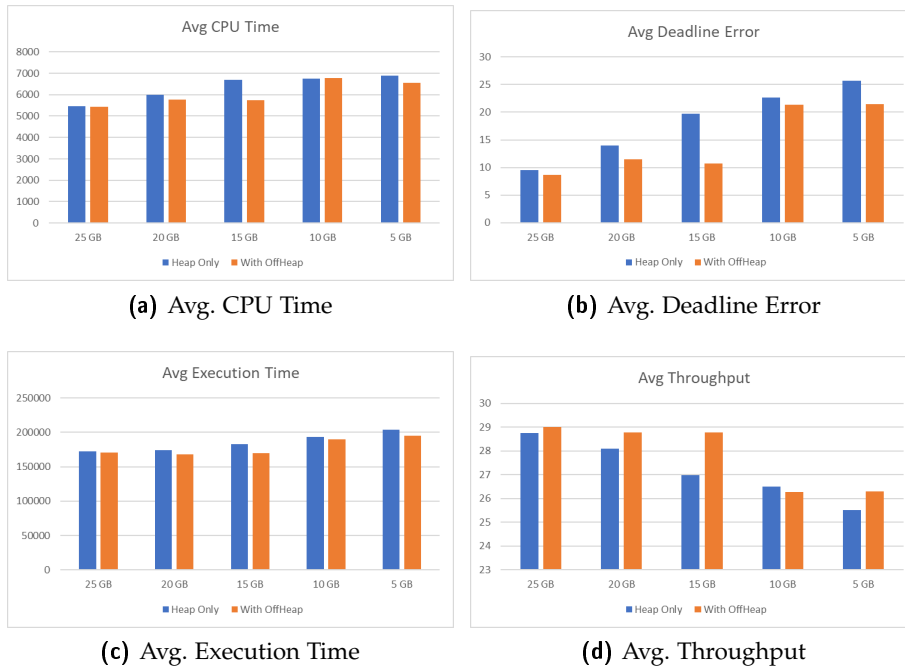 Avg CPU Time
8000
7000
6000
5000
4000
3000
2000
1000
0
25 GB 20 GB 15 GB 10 GB 5 GB
Heap Only With OffHeap
(a) Avg. CPU Time
Avg Deadline Error
30
25
20
15
10
5
0
25 GB 20 GB 15 GB 10 GB 5 GB
Heap Only With OffHeap
(b) Avg. Deadline Error
Avg Execution Time
250000
200000
150000
100000
50000
0
25 GB 20 GB 15 GB 10 GB 5 GB
Heap Only With OffHeap
(c) Avg. Execution Time
Avg Throughput
30
29
28
27
26
25
24
23
25 GB 20 GB 15 GB 10 GB 5 GB
Heap Only With OffHeap
(d) Avg. Throughput